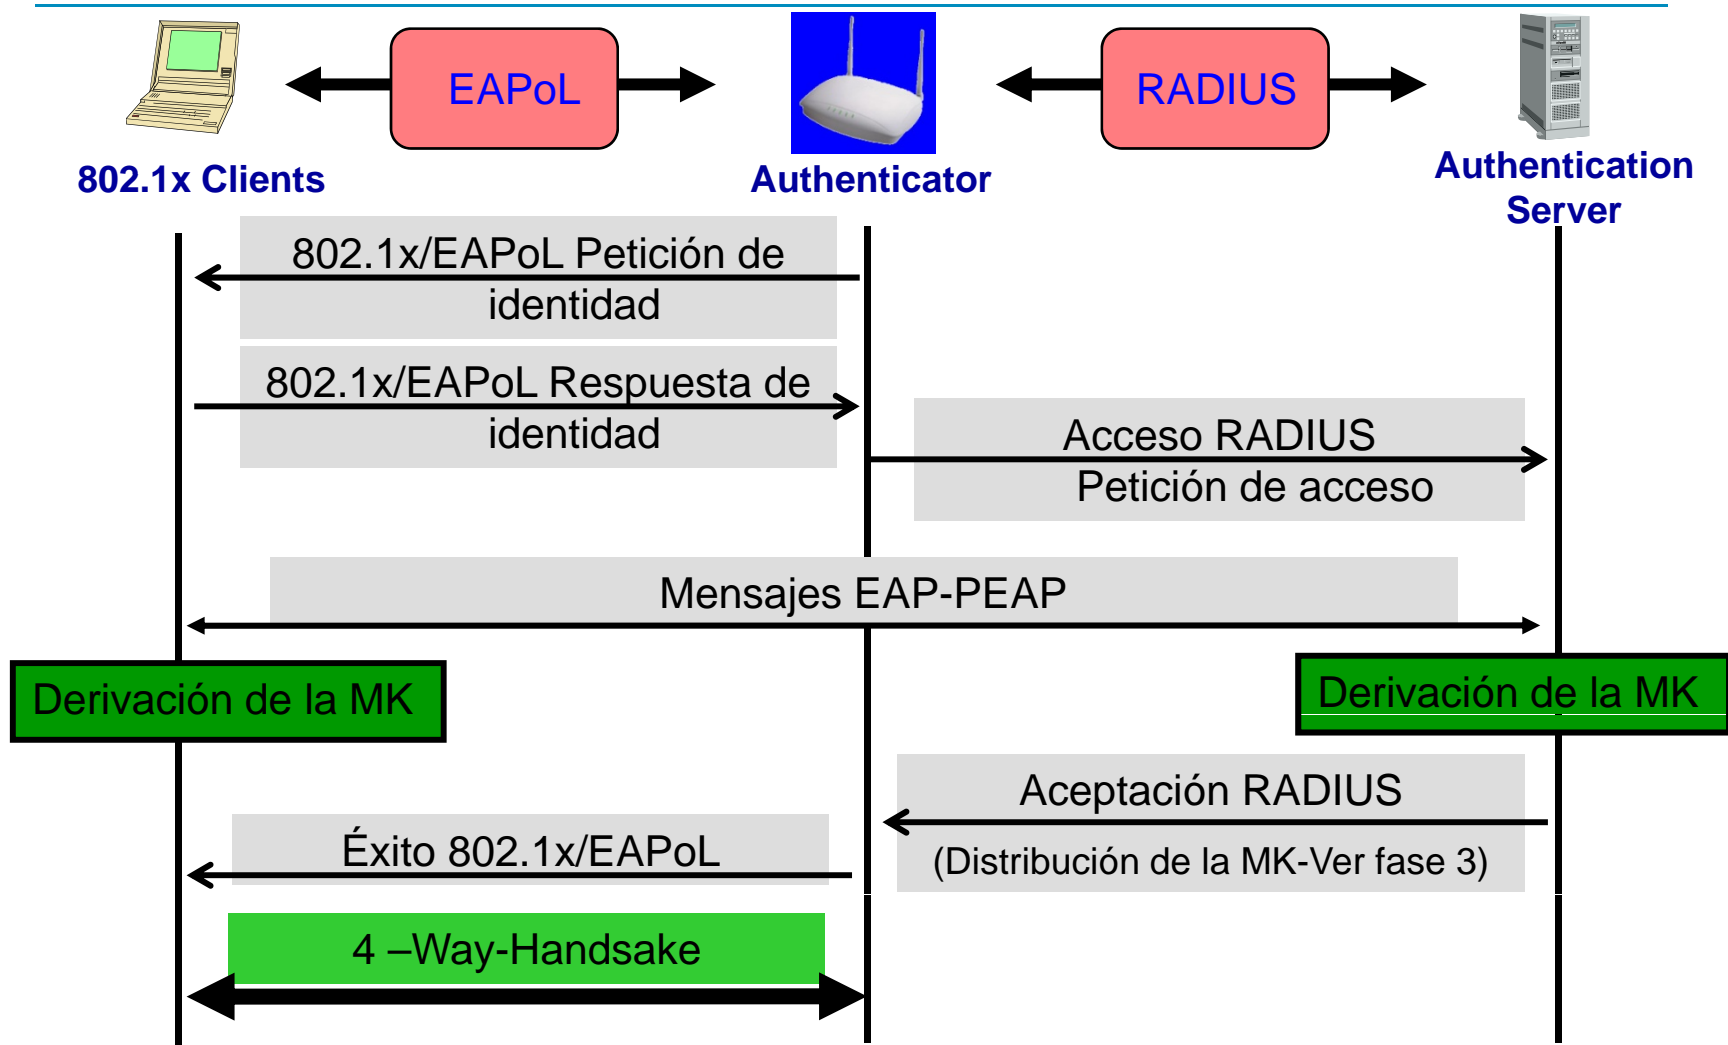 EAPoL
RADIUS
802.1x Clients
Authenticator
Authentication
Server
802.1x/EAPoL Petición de
identidad
802.1x/EAPoL Respuesta de
identidad
Acceso RADIUS
Petición de acceso
Mensajes EAP-PEAP
Derivación de la MK
Derivación de la MK
Aceptación RADIUS
(Distribución de la MK-Ver fase 3)
Éxito 802.1x/EAPoL
4 –Way-Handsake